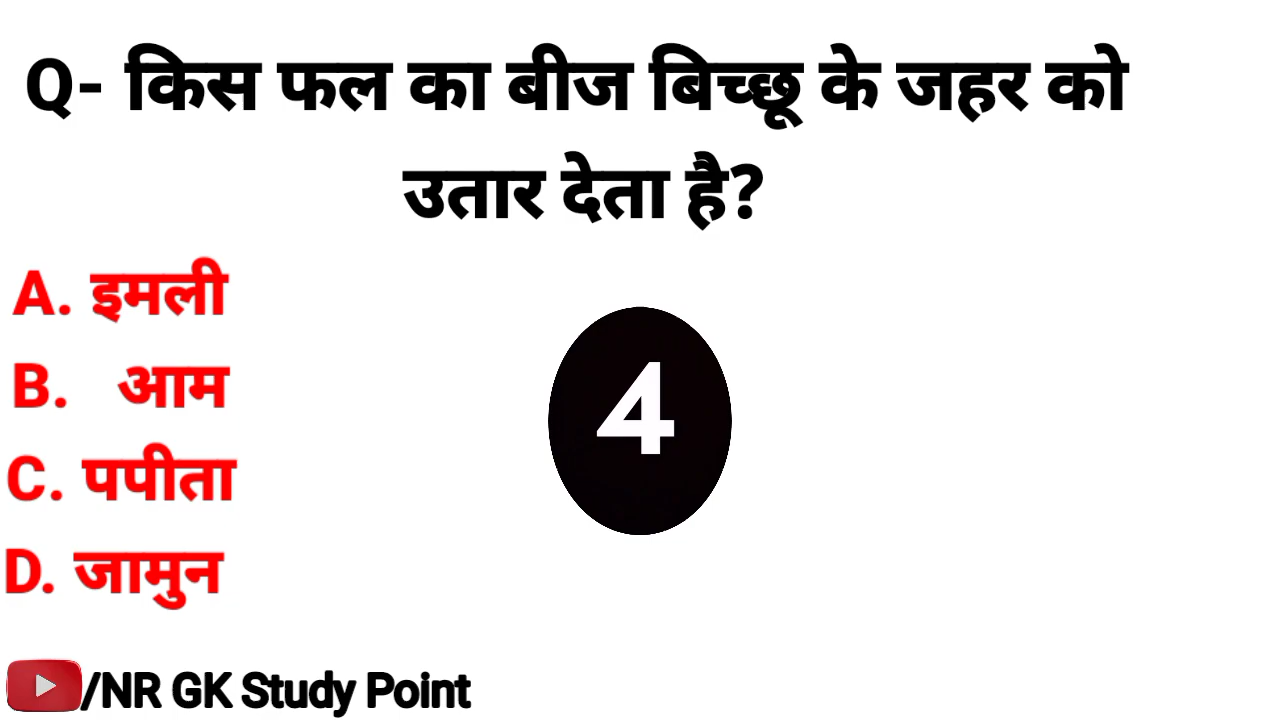 Q- किस फल का बीज बिच्छू के जहर को
उतार देता है?
A. इमली
B. आम
C. पपीता
D. जामुन
4
/NR GK Study Point